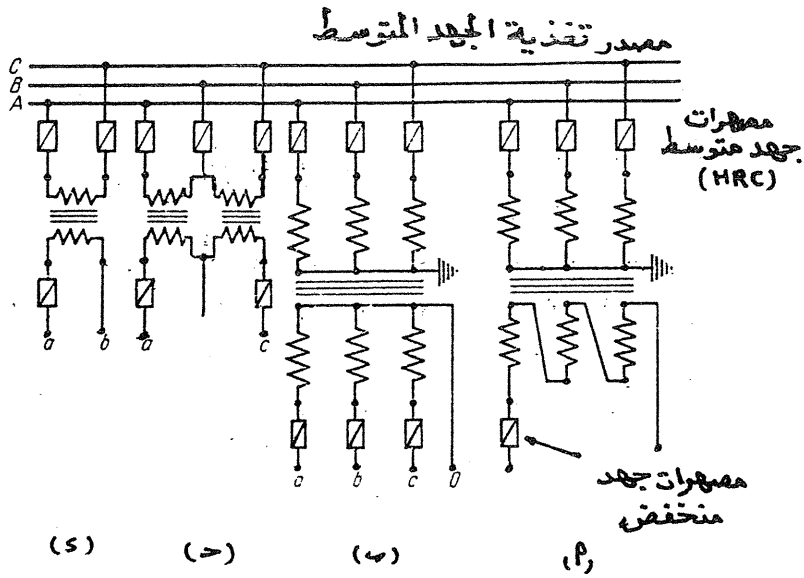 مصدر تغذية الجهد المتوسط
C
B
A
مصهرات
جهد متوسط
(HRC)
a b a c
a b c 0
مصهرات جهد
منخفض
(أ) (ب) (ح) (د)